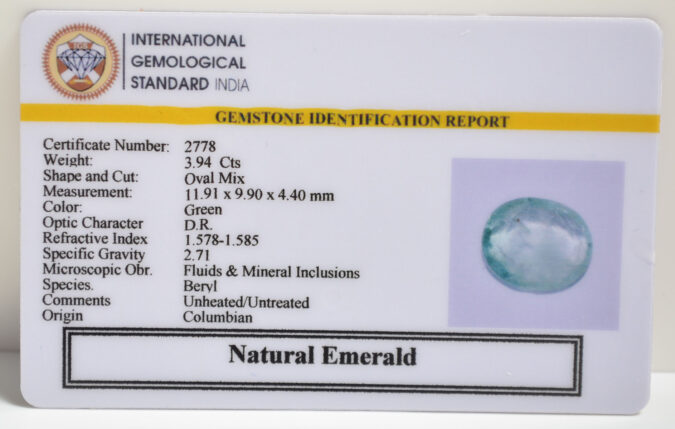 INTERNATIONAL
GEMOLOGICAL
STANDARD INDIA
GEMSTONE IDENTIFICATION REPORT
Certificate Number: 2778
Weight: 3.94 Cts
Shape and Cut: Oval Mix
Measurement: 11.91 x 9.90 x 4.40 mm
Color: Green
Optic Character D.R.
Refractive Index 1.578-1.585
Specific Gravity 2.71
Microscopic Obr. Fluids & Mineral Inclusions
Species. Beryl
Comments Unheated/Untreated
Origin Columbian
Natural Emerald